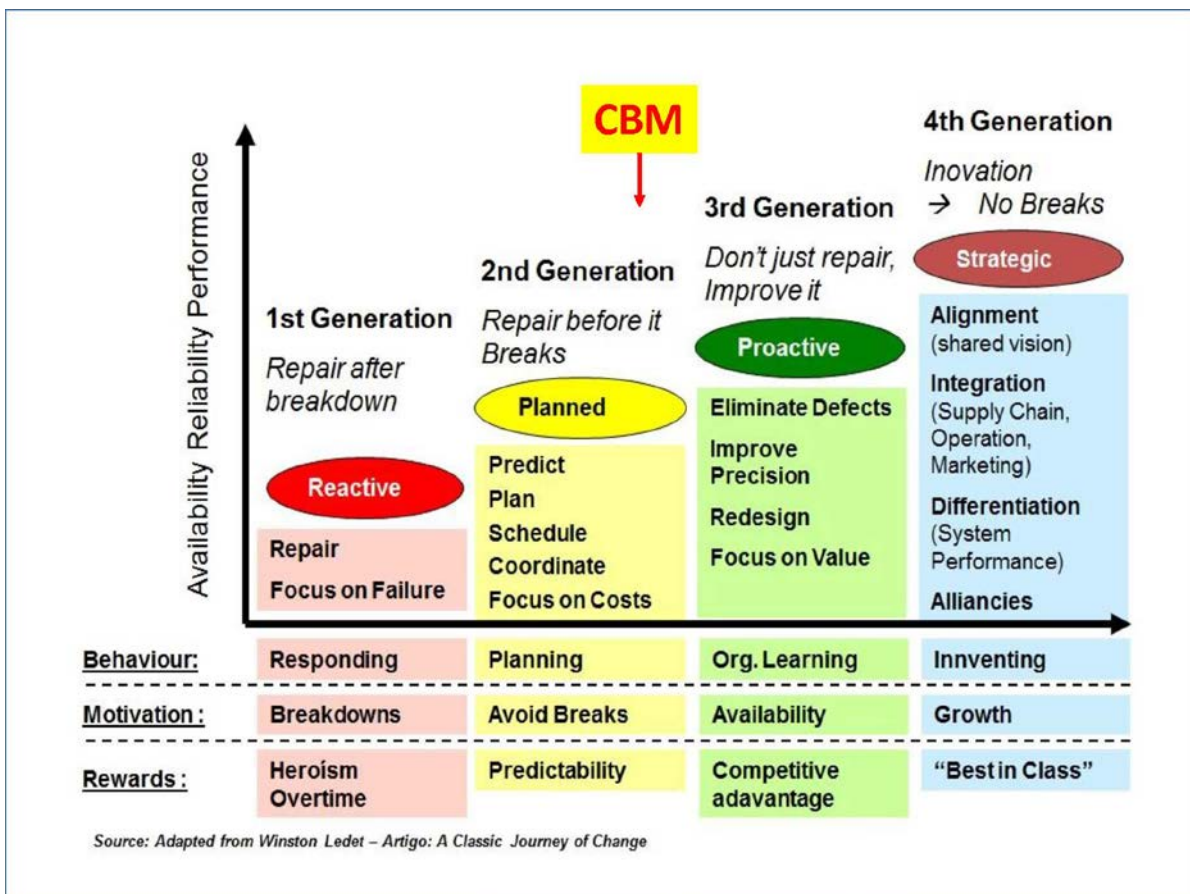 CBM
Availability Reliability Performance
1st Generation
Repair after
breakdown
Reactive
Repair
Focus on Failure
2nd Generation
Repair before it
Breaks
Planned
Predict
Plan
Schedule
Coordinate
Focus on Costs
3rd Generation
Don't just repair,
Improve it
Proactive
Eliminate Defects
Improve
Precision
Redesign
Focus on Value
4th Generation
Inovation
→ No Breaks
Strategic
Alignment
(shared vision)
Integration
(Supply Chain,
Operation,
Marketing)
Differentiation
(System
Performance)
Alliancies
Behaviour: Responding Planning Org. Learning Innventing
Motivation : Breakdowns Avoid Breaks Availability Growth
Rewards : Heroísm Predictability Competitive "Best in Class"
Overtime adavantage
Source: Adapted from Winston Ledet – Artigo: A Classic Journey of Change